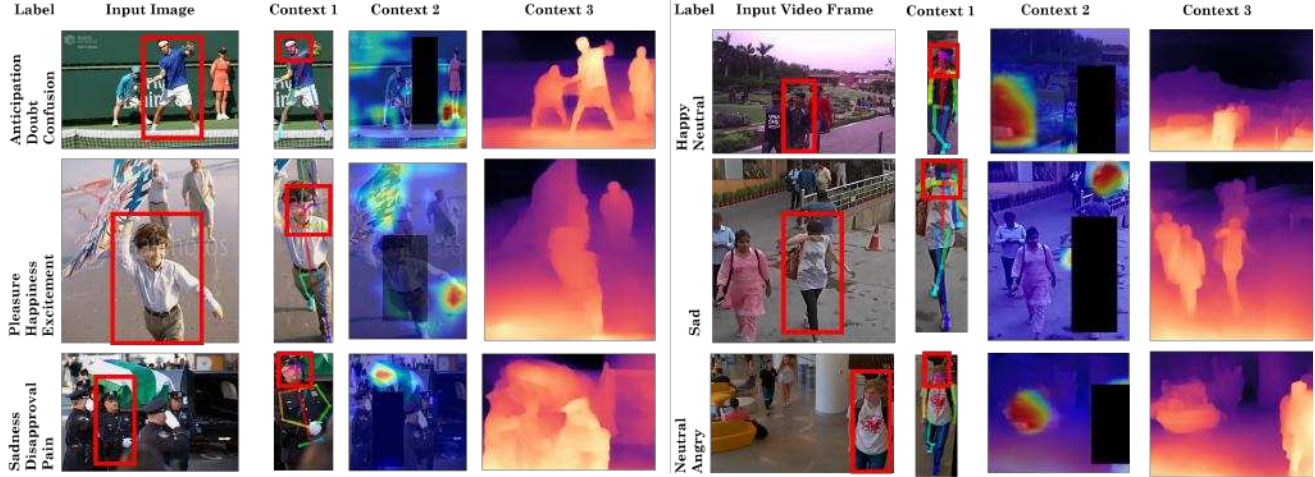 Label Input Image Context 1 Context 2 Context 3
Anticipation
Doubt
Confusion
Pleasure
Happiness
Excitement
Sadness
Disapproval
Pain
Label Input Video Frame Context 1 Context 2 Context 3
Happy
Neutral
Sad
Neutral
Angry